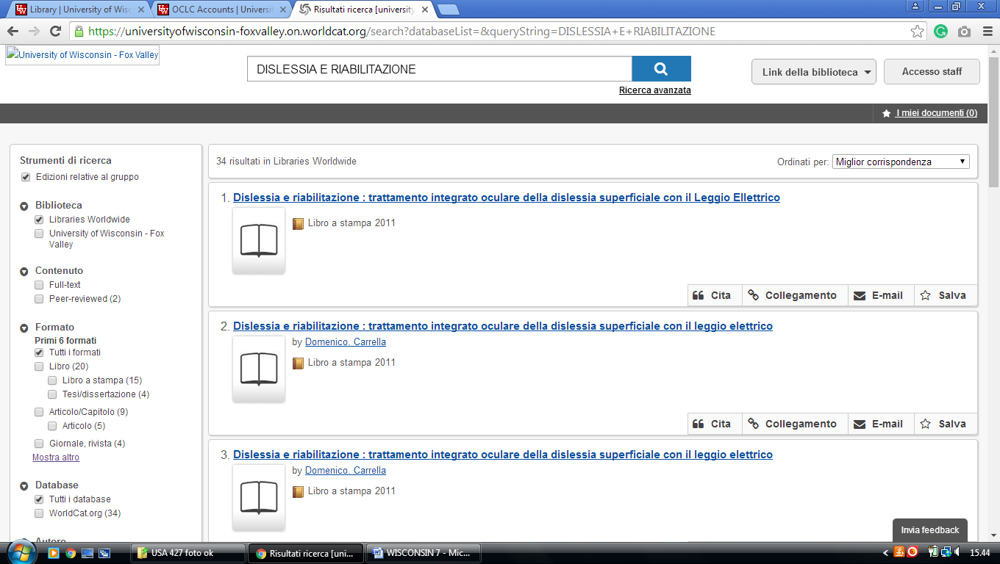 Library | University of Wisc
OCLC Accounts | Universit
Risultati ricerca [university
https://universityofwisconsin-foxvalley.on.worldcat.org/search?databaseList=&queryString=DISLESSIA+E+RIABILITAZIONE
University of Wisconsin - Fox Valley
DISLESSIA E RIABILITAZIONE
Ricerca avanzata
Link della biblioteca
Accesso staff
I miei documenti (0)
Strumenti di ricerca
Edizioni relative al gruppo
Biblioteca
Libraries Worldwide
University of Wisconsin - Fox
Valley
Contenuto
Full-text
Peer-reviewed (2)
Formato
Primi 6 formati
Tutti i formati
Libro (20)
Libro a stampa (15)
Tesi/dissertazione (4)
Articolo/Capitolo (9)
Articolo (5)
Giornale, rivista (4)
Mostra altro
Database
Tutti i database
WorldCat.org (34)
Autore
34 risultati in Libraries Worldwide
Ordinati per: Miglior corrispondenza
1. Dislessia e riabilitazione : trattamento integrato oculare della dislessia superficiale con il Leggio Ellettrico
Libro a stampa 2011
Cita Collegamento E-mail Salva
2. Dislessia e riabilitazione : trattamento integrato oculare della dislessia superficiale con il leggio elettrico
by Domenico. Carrella
Libro a stampa 2011
Cita Collegamento E-mail Salva
3. Dislessia e riabilitazione : trattamento integrato oculare della dislessia superficiale con il leggio elettrico
by Domenico. Carrella
Libro a stampa 2011
Invia feedback
USA 427 foto ok
Risultati ricerca [uni...
WISCONSIN 7 - Mic...
15.44